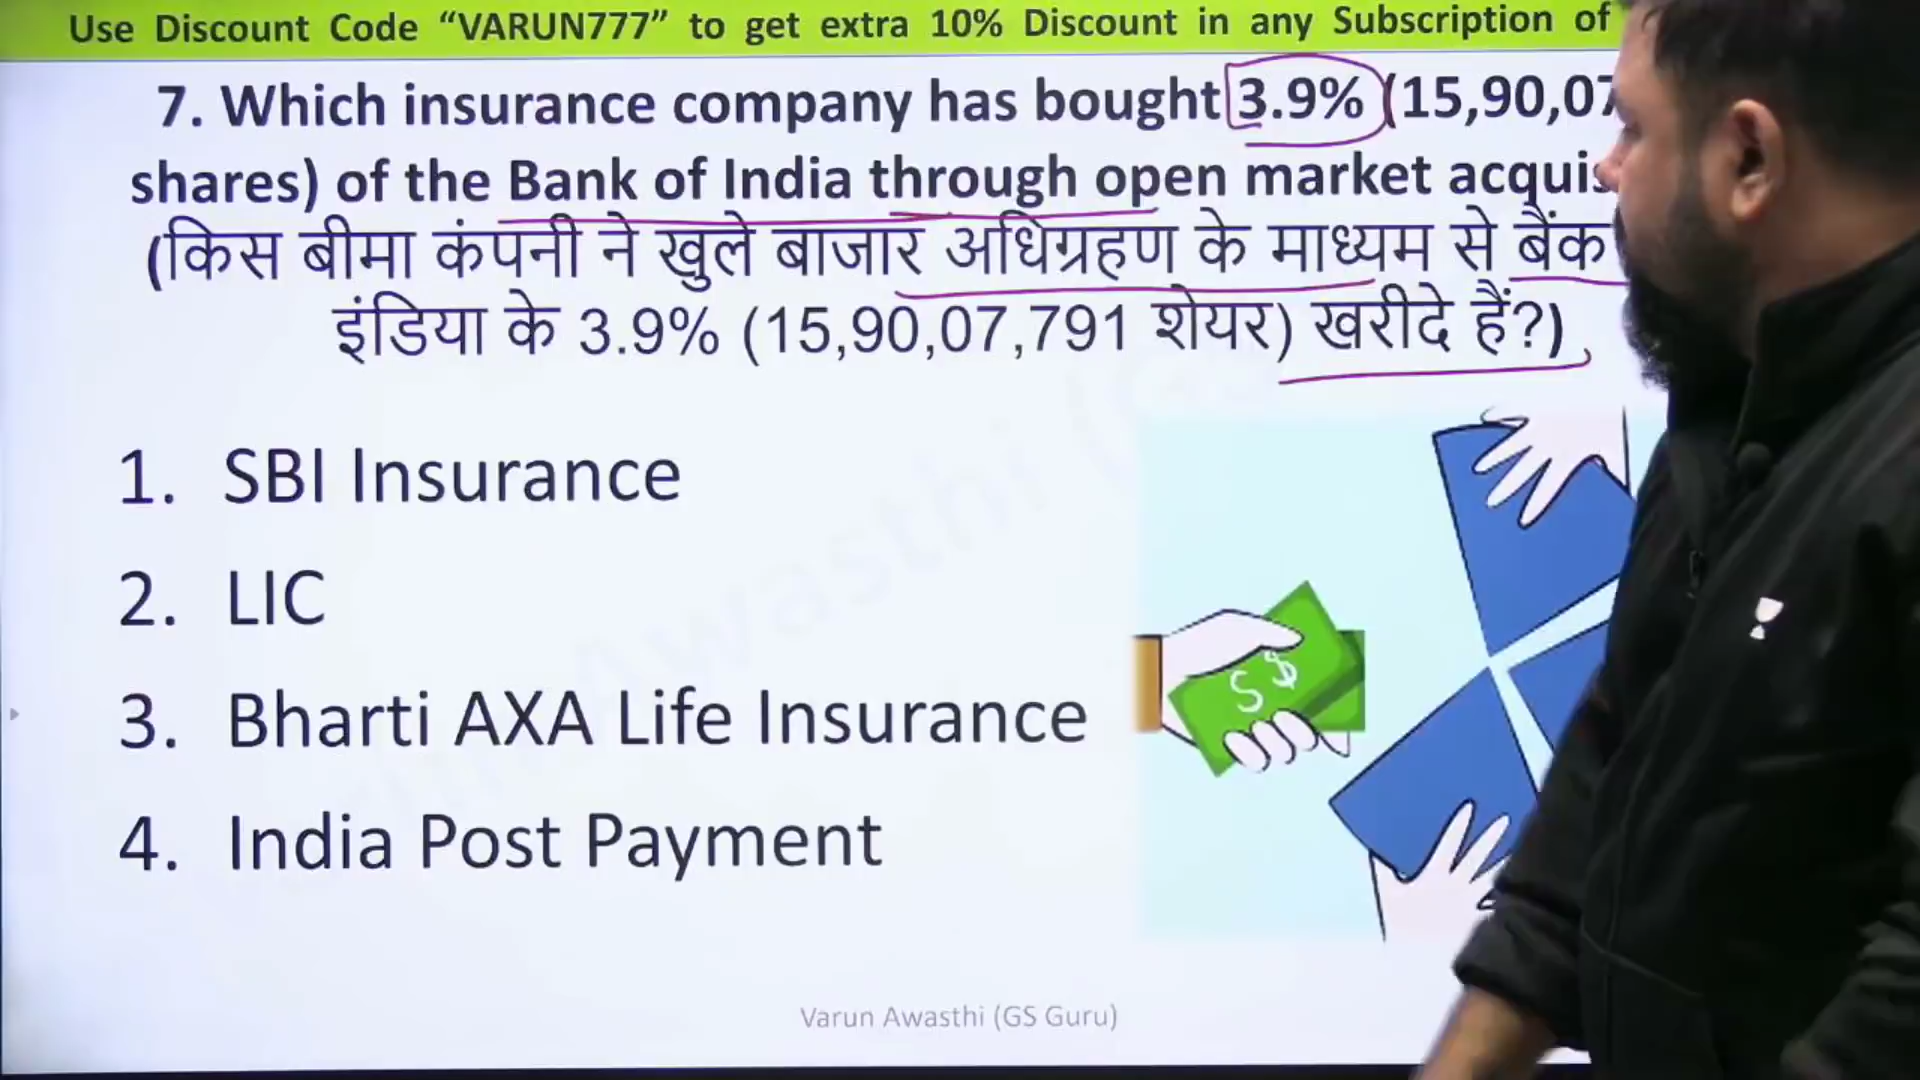 Use Discount Code “VARUN777” to get extra 10% Discount in any Subscription of
7. Which insurance company has bought 3.9% (15,90,07
shares) of the Bank of India through open market acquis
(किस बीमा कंपनी ने खुले बाजार अधिग्रहण के माध्यम से बैंक
इंडिया के 3.9% (15,90,07,791 शेयर) खरीदे हैं?)
1. SBI Insurance
2. LIC
3. Bharti AXA Life Insurance
4. India Post Payment
S $
Varun Awasthi (GS Guru)